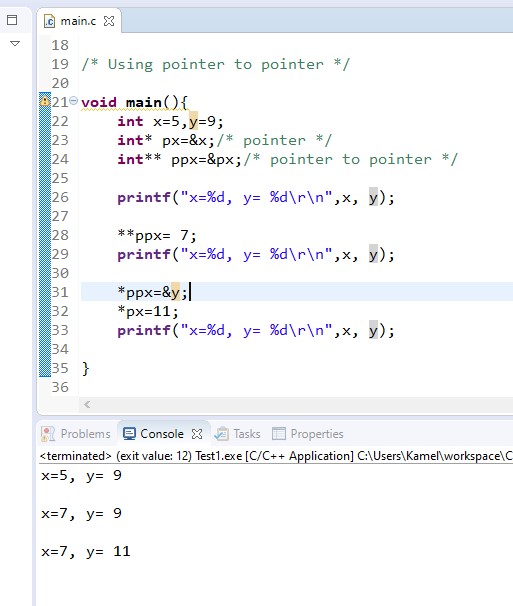 main.c
18
19 /* Using pointer to pointer */
20
21 void main(){
22 int x=5,y=9;
23 int* px=&x;/* pointer */
24 int** ppx=&px;/* pointer to pointer */
25
26 printf("x=%d, y= %d\r\n",x, y);
27
28 **ppx= 7;
29 printf("x=%d, y= %d\r\n",x, y);
30
31 *ppx=&y;
32 *px=11;
33 printf("x=%d, y= %d\r\n",x, y);
34
35 }
36
Problems Console Tasks Properties
<terminated> (exit value: 12) Test1.exe [C/C++ Application] C:\Users\Kamel\workspace\C
x=5, y= 9
x=7, y= 9
x=7, y= 11